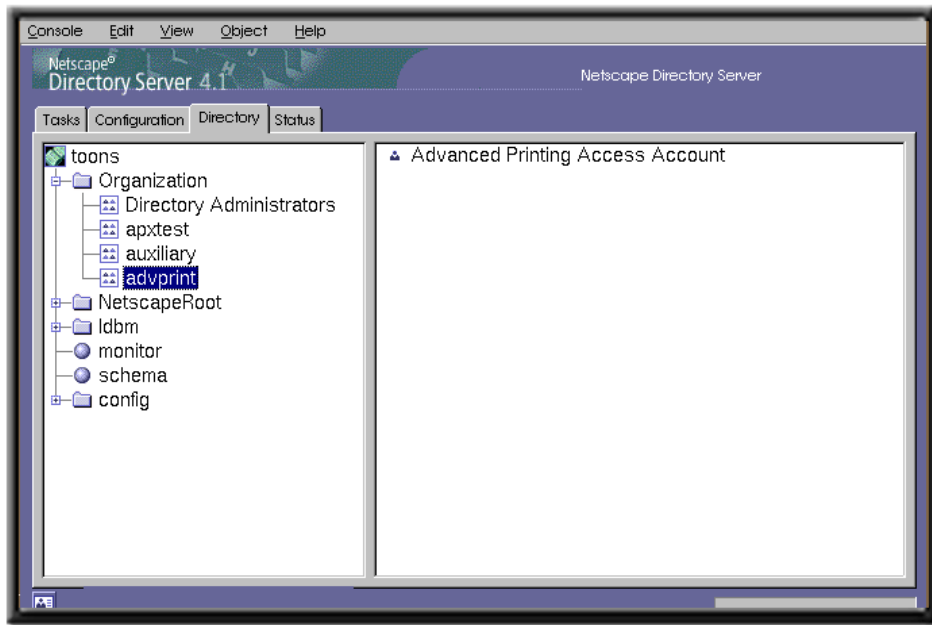 Console Edit View Object Help
Netscape®
Directory Server 4.1
Netscape Directory Server
Tasks Configuration Directory Status
toons
Organization
Directory Administrators
apxtest
auxiliary
advprint
NetscapeRoot
ldbm
monitor
schema
config
Advanced Printing Access Account